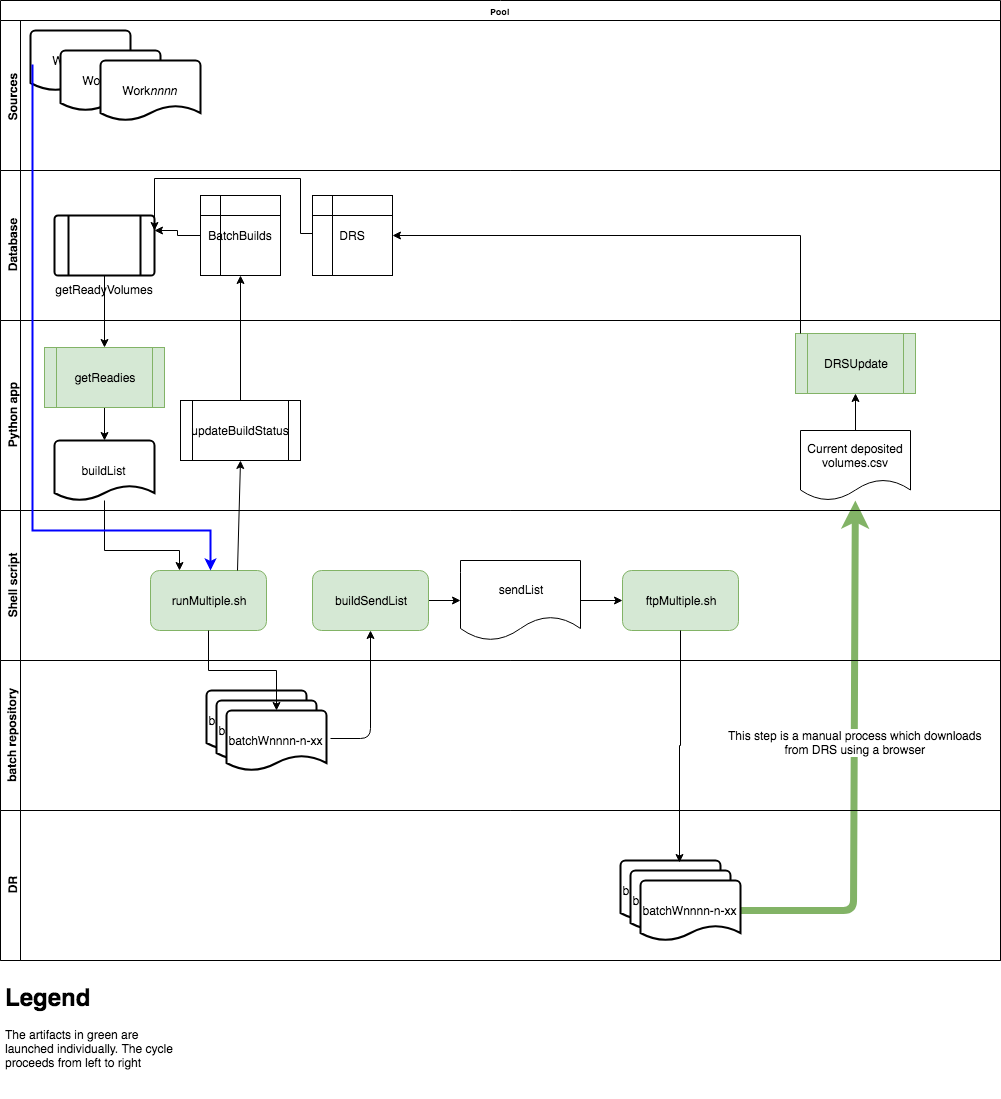 Pool
Sources
W
Wo
Worknnnn
Database
BatchBuilds
DRS
getReadyVolumes
Python app
getReadies
DRSUpdate
updateBuildStatus
Current deposited
volumes.csv
buildList
Shell script
runMultiple.sh
buildSendList
sendList
ftpMultiple.sh
batch repository
b
b
batchWnnnn-n-xx
This step is a manual process which downloads
from DRS using a browser
DR
b
b
batchWnnnn-n-xx
Legend
The artifacts in green are
launched individually. The cycle
proceeds from left to right